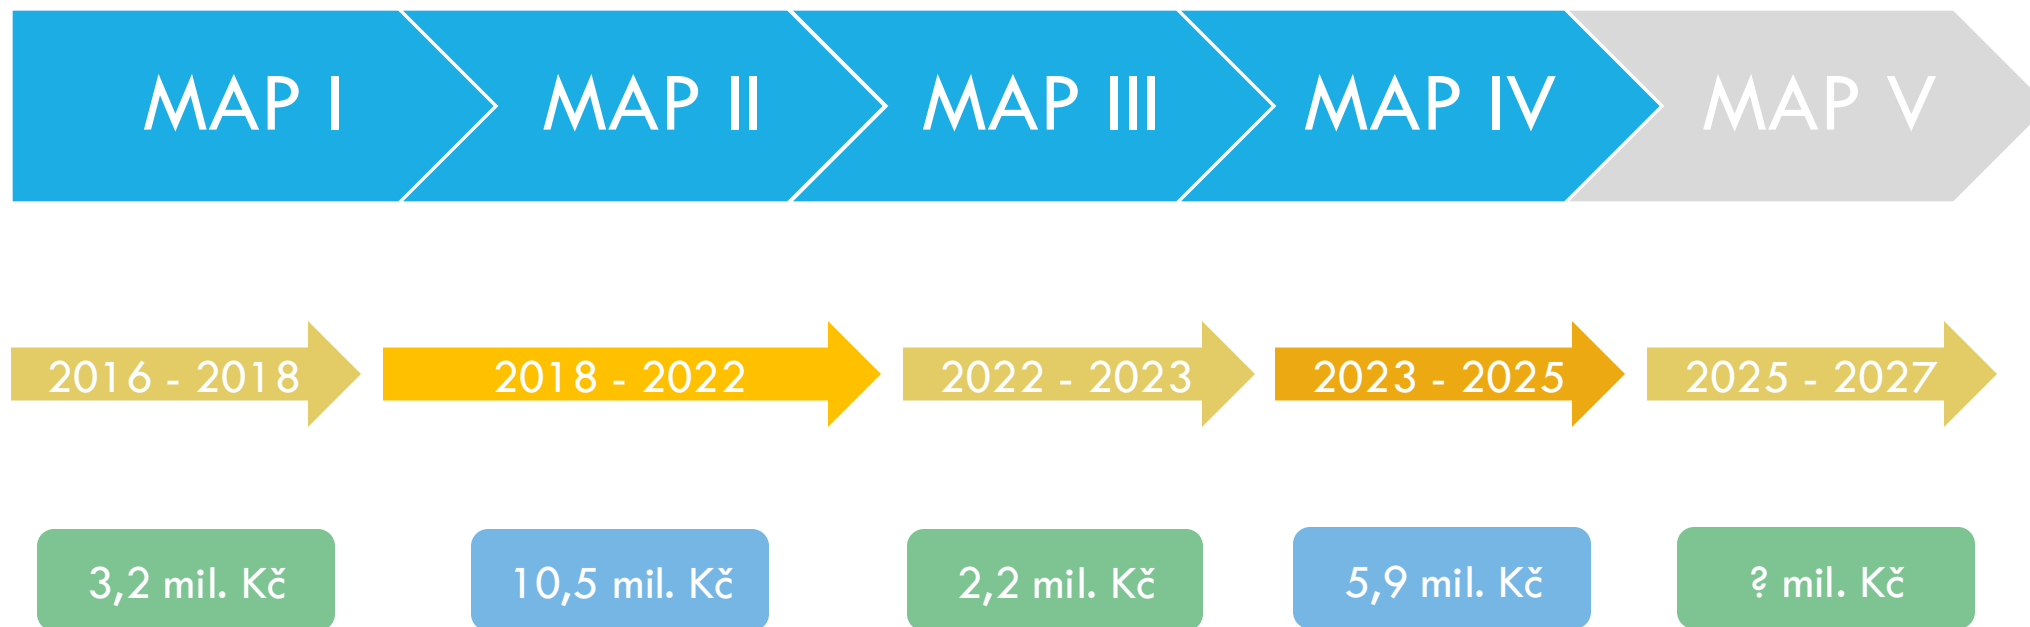 MAP I
MAP II
MAP III
MAP IV
MAP V
2016 - 2018
2018 - 2022
2022 - 2023
2023 - 2025
2025 - 2027
3,2 mil. Kč
10,5 mil. Kč
2,2 mil. Kč
5,9 mil. Kč
? mil. Kč